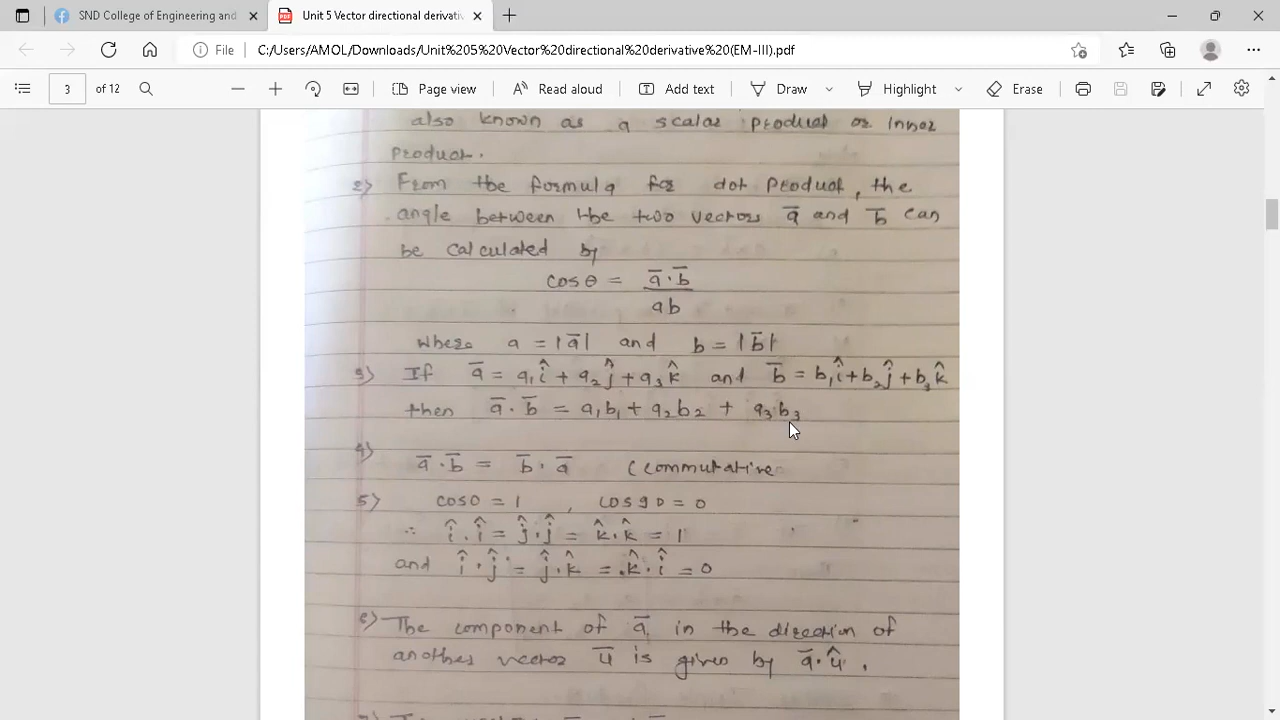 SND College of Engineering and
Unit 5 Vector directional derivativ
File
C:/Users/AMOL/Downloads/Unit%205%20Vector%20directional%20derivative%20(EM-III).pdf
3 of 12
Page view
Read aloud
Add text
Draw
Highlight
Erase
also known as a scalar product or inner
product.
2) From the formula for dot product, the
angle between the two vectors a̅ and b̅ can
be calculated by
cosθ = a̅·b̅ / ab
where a = |a̅| and b = |b̅|
3) If a̅ = a₁î + a₂ĵ + a₃k̂ and b̅ = b₁î + b₂ĵ + b₃k̂
then a̅·b̅ = a₁b₁ + a₂b₂ + a₃b₃
4)
a̅·b̅ = b̅·a̅ (commutative
5) cos0 = 1, cos90 = 0
∴ î·î = ĵ·ĵ = k̂·k̂ = 1
and î·ĵ = ĵ·k̂ = k̂·î = 0
6) The component of a̅ in the direction of
another vector u̅ is given by a̅·û.